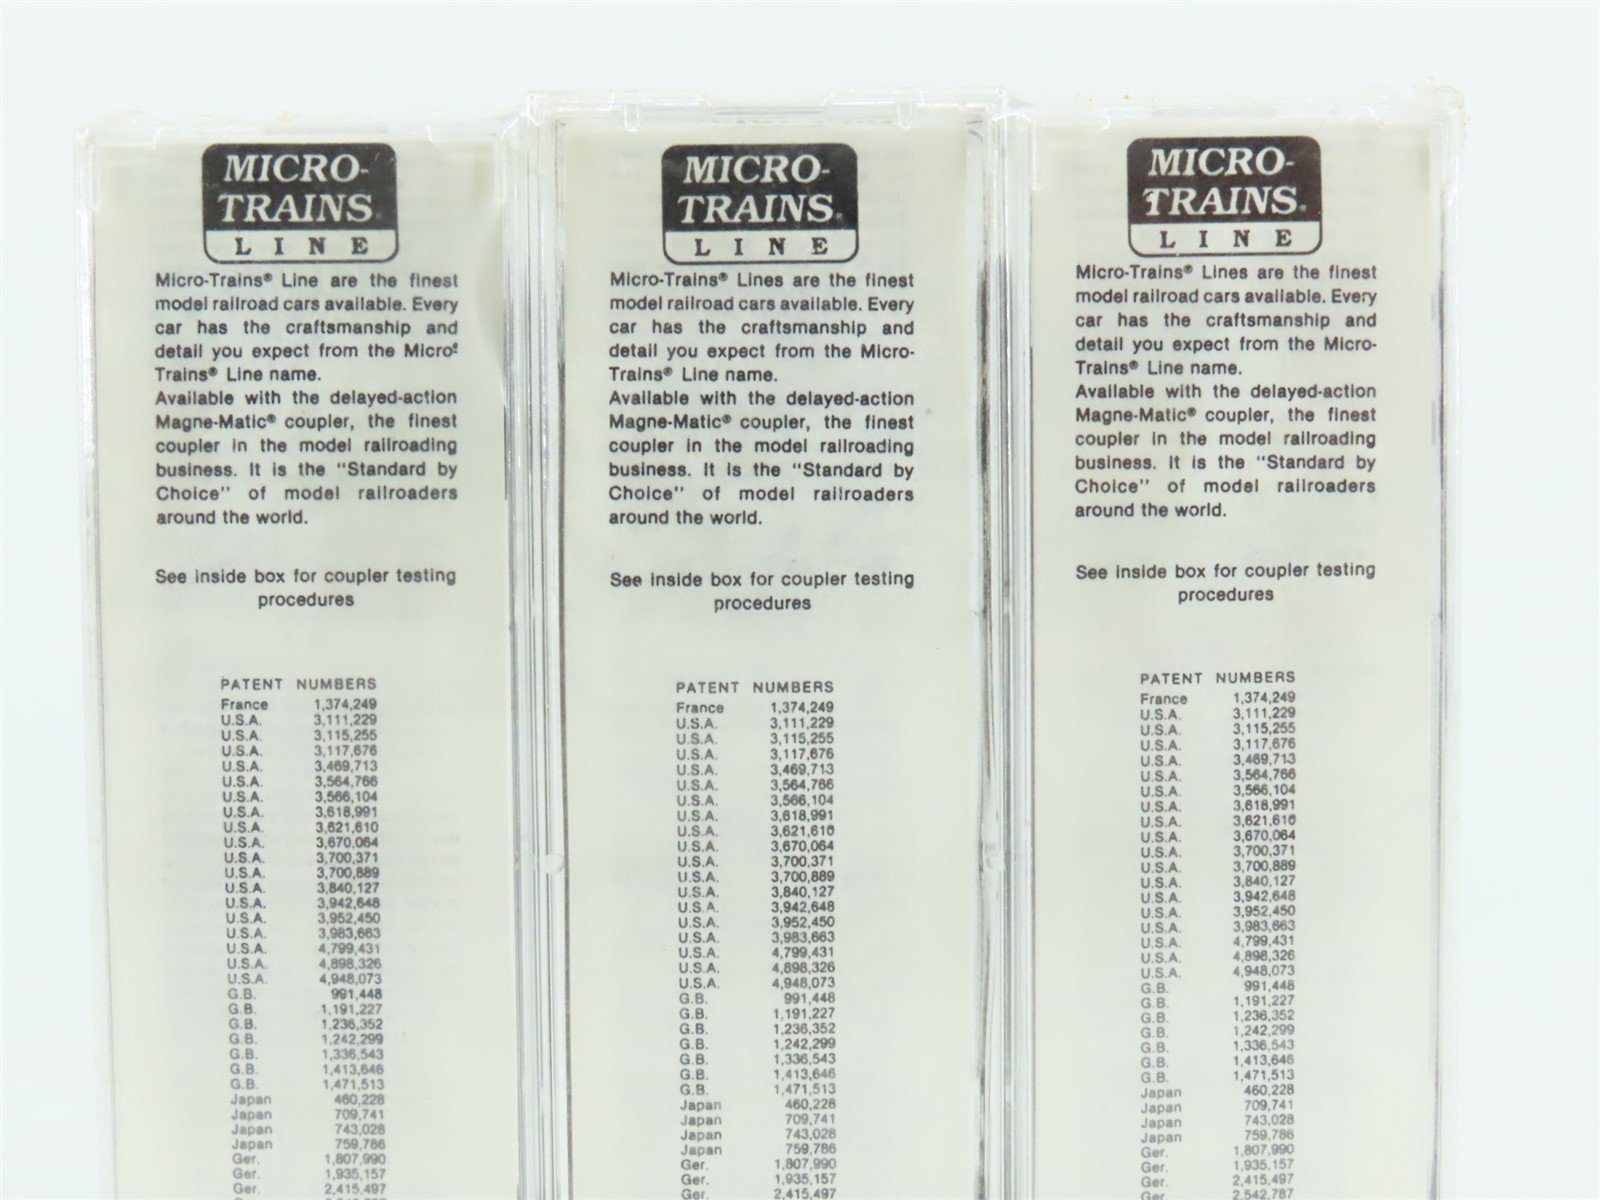 MICRO-
TRAINS®
LINE
Micro-Trains® Line are the finest
model railroad cars available. Every
car has the craftsmanship and
detail you expect from the Micro-
Trains® Line name.
Available with the delayed-action
Magne-Matic® coupler, the finest
coupler in the model railroading
business. It is the "Standard by
Choice" of model railroaders
around the world.
See inside box for coupler testing
procedures
PATENT NUMBERS
France 1,374,249
U.S.A. 3,111,229
U.S.A. 3,115,255
U.S.A. 3,117,676
U.S.A. 3,469,713
U.S.A. 3,564,766
U.S.A. 3,566,104
U.S.A. 3,618,991
U.S.A. 3,621,610
U.S.A. 3,670,064
U.S.A. 3,700,371
U.S.A. 3,700,889
U.S.A. 3,840,127
U.S.A. 3,942,648
U.S.A. 3,952,450
U.S.A. 3,983,663
U.S.A. 4,799,431
U.S.A. 4,898,326
U.S.A. 4,948,073
G.B. 991,448
G.B. 1,191,227
G.B. 1,236,352
G.B. 1,242,299
G.B. 1,336,543
G.B. 1,413,646
G.B. 1,471,513
Japan 460,228
Japan 709,741
Japan 743,028
Japan 759,786
Ger. 1,807,990
Ger. 1,935,157
Ger. 2,415,497
MICRO-
TRAINS®
LINE
Micro-Trains® Lines are the finest
model railroad cars available. Every
car has the craftsmanship and
detail you expect from the Micro-
Trains® Line name.
Available with the delayed-action
Magne-Matic® coupler, the finest
coupler in the model railroading
business. It is the "Standard by
Choice" of model railroaders
around the world.
See inside box for coupler testing
procedures
PATENT NUMBERS
France 1,374,249
U.S.A. 3,111,229
U.S.A. 3,115,255
U.S.A. 3,117,676
U.S.A. 3,469,713
U.S.A. 3,564,766
U.S.A. 3,566,104
U.S.A. 3,618,991
U.S.A. 3,621,610
U.S.A. 3,670,064
U.S.A. 3,700,371
U.S.A. 3,700,889
U.S.A. 3,840,127
U.S.A. 3,942,648
U.S.A. 3,952,450
U.S.A. 3,983,663
U.S.A. 4,799,431
U.S.A. 4,898,326
U.S.A. 4,948,073
G.B. 991,448
G.B. 1,191,227
G.B. 1,236,352
G.B. 1,242,299
G.B. 1,336,543
G.B. 1,413,646
G.B. 1,471,513
Japan 460,228
Japan 709,741
Japan 743,028
Japan 759,786
Ger. 1,807,990
Ger. 1,935,157
Ger. 2,415,497
MICRO-
TRAINS®
LINE
Micro-Trains® Lines are the finest
model railroad cars available. Every
car has the craftsmanship and
detail you expect from the Micro-
Trains® Line name.
Available with the delayed-action
Magne-Matic® coupler, the finest
coupler in the model railroading
business. It is the "Standard by
Choice" of model railroaders
around the world.
See inside box for coupler testing
procedures
PATENT NUMBERS
France 1,374,249
U.S.A. 3,111,229
U.S.A. 3,115,255
U.S.A. 3,117,676
U.S.A. 3,469,713
U.S.A. 3,564,766
U.S.A. 3,566,104
U.S.A. 3,618,991
U.S.A. 3,621,610
U.S.A. 3,670,064
U.S.A. 3,700,371
U.S.A. 3,700,889
U.S.A. 3,840,127
U.S.A. 3,942,648
U.S.A. 3,952,450
U.S.A. 3,983,663
U.S.A. 4,799,431
U.S.A. 4,898,326
U.S.A. 4,948,073
G.B. 991,448
G.B. 1,191,227
G.B. 1,236,352
G.B. 1,242,299
G.B. 1,336,543
G.B. 1,413,646
G.B. 1,471,513
Japan 460,228
Japan 709,741
Japan 743,028
Japan 759,786
Ger. 1,807,990
Ger. 1,935,157
Ger. 2,415,497
Ger 2,542,787